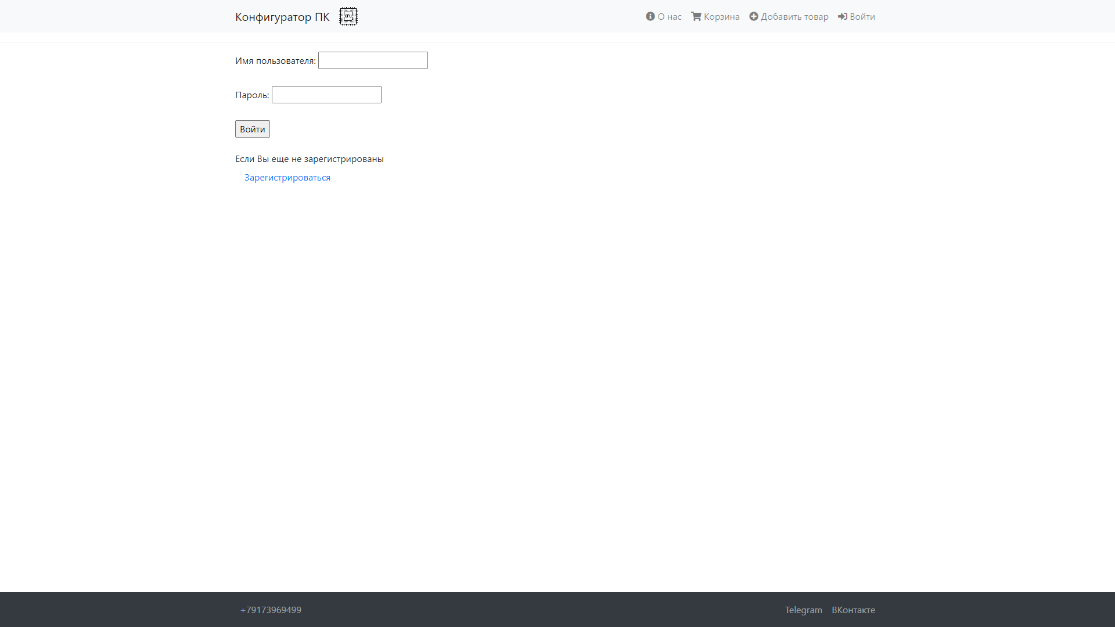 Конфигуратор ПК
О нас Корзина Добавить товар Войти
Имя пользователя:
Пароль:
Войти
Если Вы еще не зарегистрированы
Зарегистрироваться
+79173969499 Telegram ВКонтакте